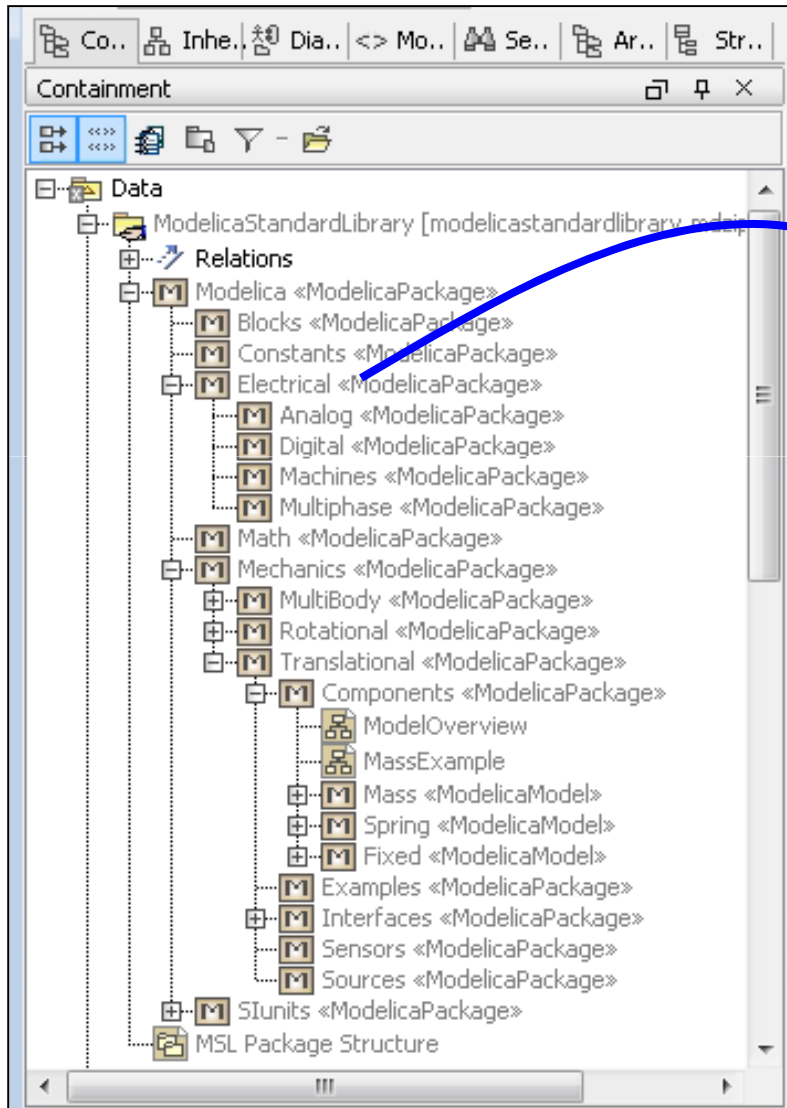 Co.. Inhe.. Dia.. <> Mo.. Se.. Ar.. Str..
Containment
Data
ModelicaStandardLibrary [modelicastandardlibrary.mdzip
Relations
Modelica «ModelicaPackage»
Blocks «ModelicaPackage»
Constants «ModelicaPackage»
Electrical «ModelicaPackage»
Analog «ModelicaPackage»
Digital «ModelicaPackage»
Machines «ModelicaPackage»
Multiphase «ModelicaPackage»
Math «ModelicaPackage»
Mechanics «ModelicaPackage»
MultiBody «ModelicaPackage»
Rotational «ModelicaPackage»
Translational «ModelicaPackage»
Components «ModelicaPackage»
ModelOverview
MassExample
Mass «ModelicaModel»
Spring «ModelicaModel»
Fixed «ModelicaModel»
Examples «ModelicaPackage»
Interfaces «ModelicaPackage»
Sensors «ModelicaPackage»
Sources «ModelicaPackage»
SIunits «ModelicaPackage»
MSL Package Structure